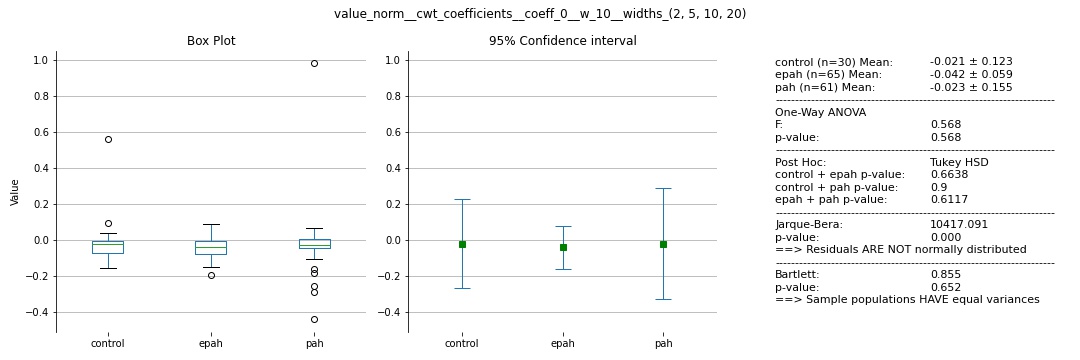 value_norm__cwt_coefficients__coeff_0__w_10__widths_(2, 5, 10, 20)
Box Plot
Value
1.0
0.8
0.6
0.4
0.2
0.0
−0.2
−0.4
control epah pah
95% Confidence interval
1.0
0.8
0.6
0.4
0.2
0.0
−0.2
−0.4
control epah pah
control (n=30) Mean: -0.021 ± 0.123
epah (n=65) Mean: -0.042 ± 0.059
pah (n=61) Mean: -0.023 ± 0.155
One-Way ANOVA
F: 0.568
p-value: 0.568
Post Hoc: Tukey HSD
control + epah p-value: 0.6638
control + pah p-value: 0.9
epah + pah p-value: 0.6117
Jarque-Bera: 10417.091
p-value: 0.000
==> Residuals ARE NOT normally distributed
Bartlett: 0.855
p-value: 0.652
==> Sample populations HAVE equal variances